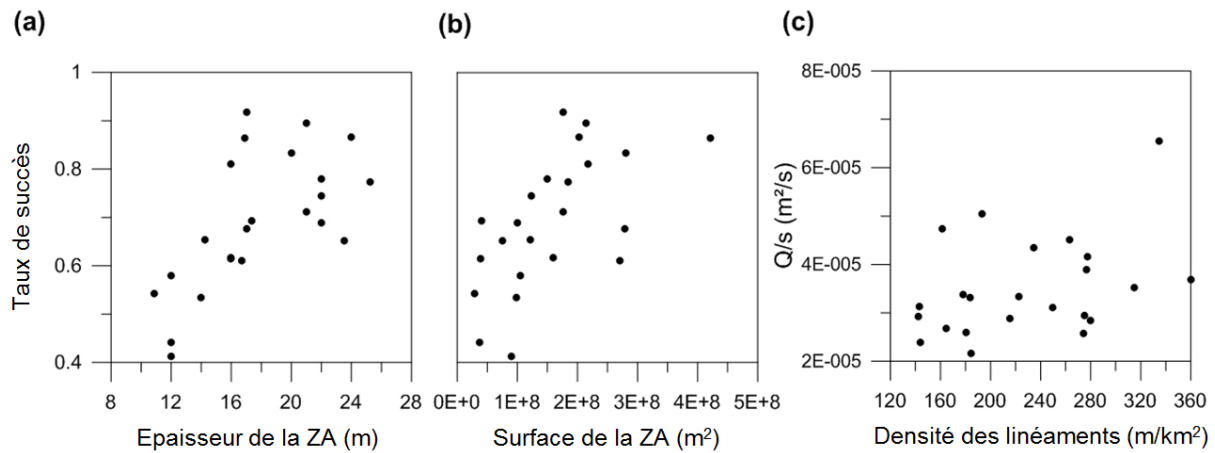 (a)
(b)
(c)
Taux de succès
1
0.8
0.6
0.4
8 12 16 20 24 28
Epaisseur de la ZA (m)
0E+0 1E+8 2E+8 3E+8 4E+8 5E+8
Surface de la ZA (m²)
Q/s (m²/s)
8E-005
6E-005
4E-005
2E-005
120 160 200 240 280 320 360
Densité des linéaments (m/km²)